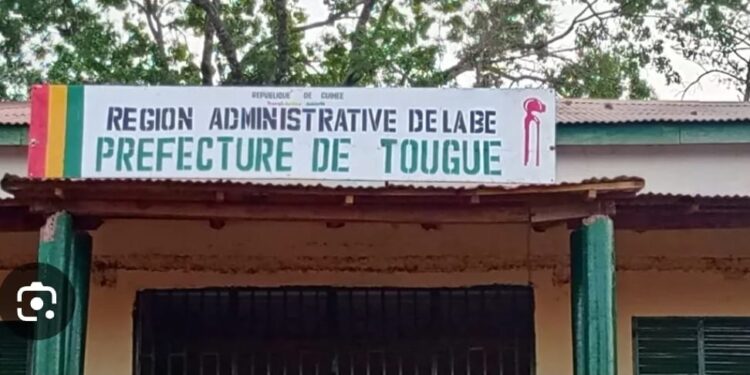 REPUBLIQUE DE GUINEE
REGION ADMINISTRATIVE DE LABE
PREFECTURE DE TOUGUE